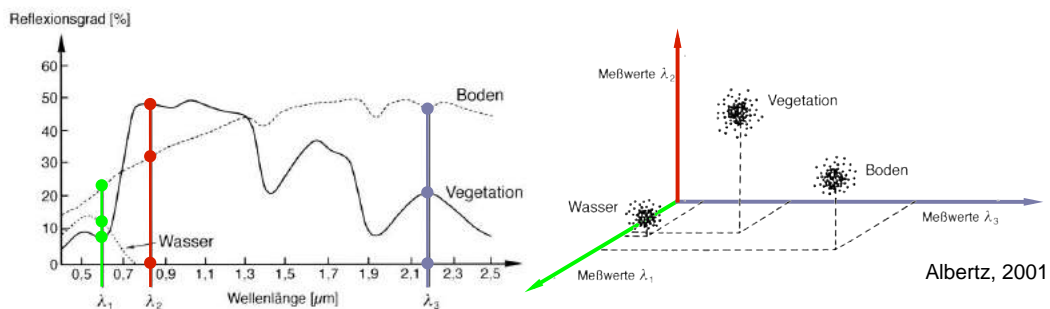 Reflexionsgrad [%]
60
50
40
30
20
10
0
Boden
Vegetation
Wasser
0,5 0,7 0,9 1,1 1,3 1,5 1,7 1,9 2,1 2,3 2,5
λ1 λ2 Wellenlänge [μm] λ3
Meßwerte λ2
Vegetation
Boden
Wasser
Meßwerte λ3
Meßwerte λ1
Albertz, 2001